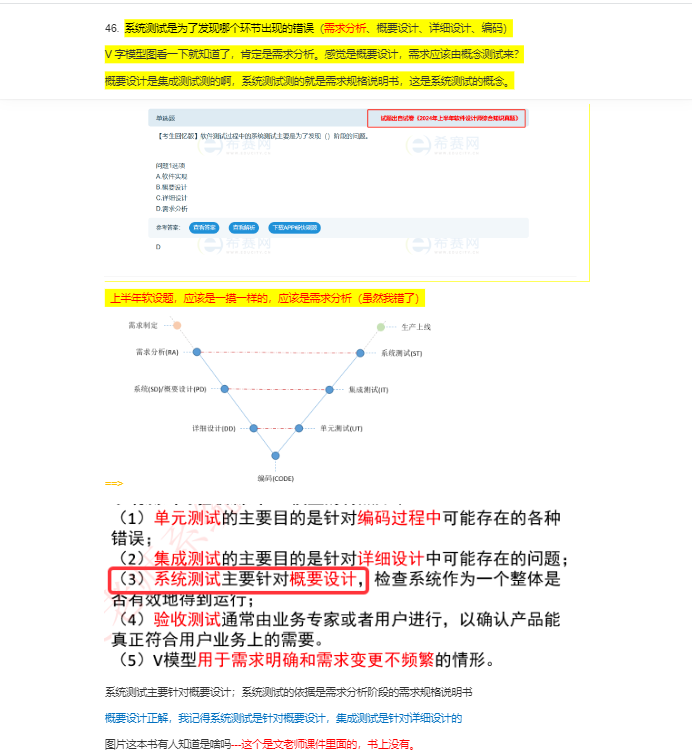 46. 系统测试是为了发现哪个环节出现的错误（需求分析、概要设计、详细设计、编码）
V 字模型图看一下就知道了，肯定是需求分析。感觉是概要设计，需求应该由概念测试来?
概要设计是集成测试测的啊，系统测试测的就是需求规格说明书，这是系统测试的概念。
单选题
试题出自试卷《2024年上半年软件设计师综合知识真题》
【考生回忆版】软件测试过程中的系统测试主要是为了发现（）阶段的问题。
希赛网 希赛网
问题1选项
A.软件实现
B.概要设计
C.详细设计
D.需求分析
参考答案： 查看答案 查看解析 下载APP畅快刷题
希赛网 希赛网
D
上半年软设题，应该是一摸一样的，应该是需求分析（虽然我错了）
需求制定 生产上线
需求分析(RA) 系统测试(ST)
系统(SD)/概要设计(PD) 集成测试(IT)
详细设计(DD) 单元测试(UT)
编码(CODE)
==>
（1）单元测试的主要目的是针对编码过程中可能存在的各种
错误；
（2）集成测试的主要目的是针对详细设计中可能存在的问题；
（3）系统测试主要针对概要设计，检查系统作为一个整体是
否有效地得到运行；
（4）验收测试通常由业务专家或者用户进行，以确认产品能
真正符合用户业务上的需要。
（5）V模型用于需求明确和需求变更不频繁的情形。
系统测试主要针对概要设计；系统测试的依据是需求分析阶段的需求规格说明书
概要设计正解，我记得系统测试是针对概要设计，集成测试是针对详细设计的
图片这本书有人知道是啥吗---这个是文老师课件里面的，书上没有。